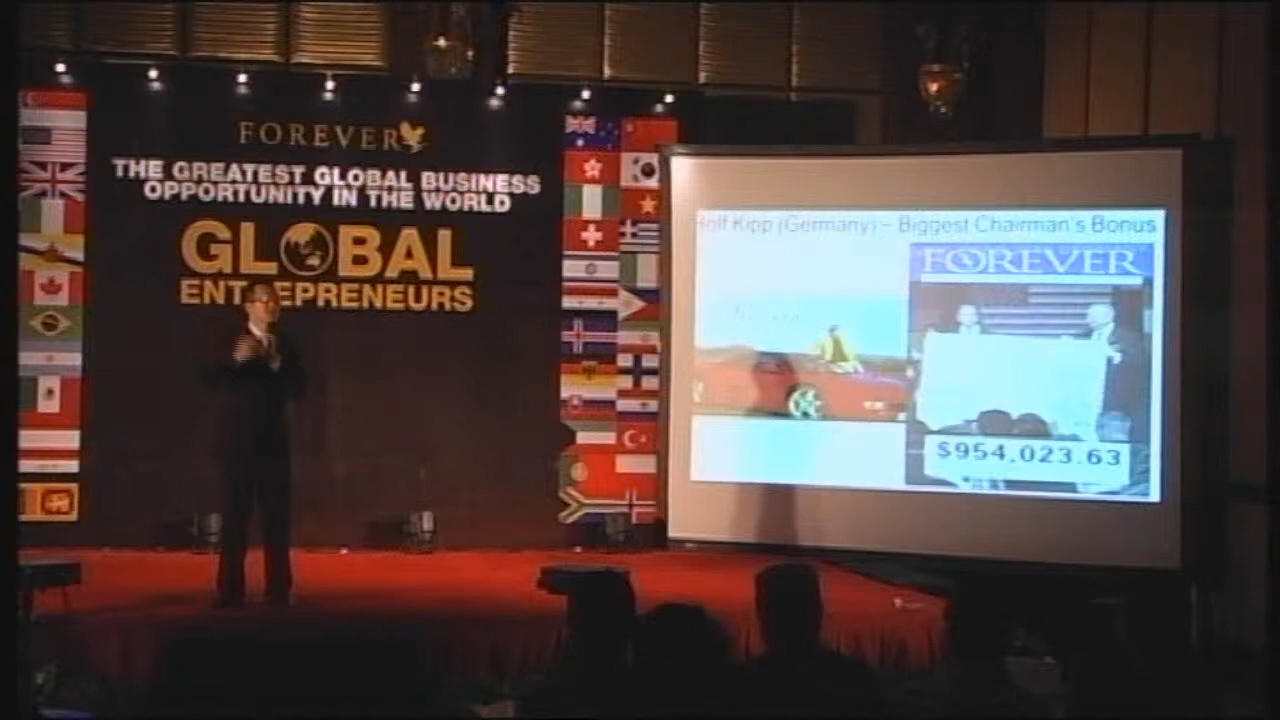 FOREVER
THE GREATEST GLOBAL BUSINESS
OPPORTUNITY IN THE WORLD
GLOBAL
ENTREPRENEURS
Rolf Kipp (Germany) – Biggest Chairman's Bonus
FOREVER
$954,023.63